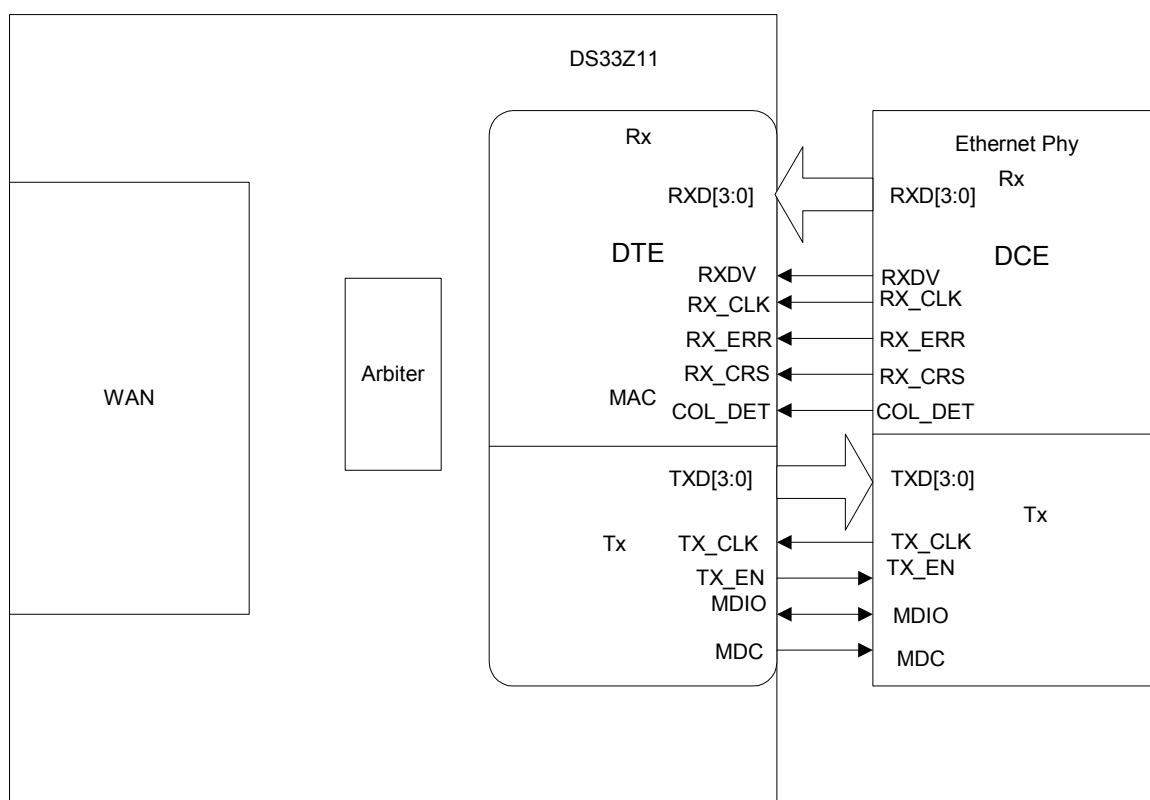 DS33Z11
Rx
Ethernet Phy
Rx
RXD[3:0]
RXD[3:0]
DTE
DCE
RXDV
RXDV
RX_CLK
RX_CLK
RX_ERR
RX_ERR
Arbiter
RX_CRS
RX_CRS
WAN
MAC
COL_DET
COL_DET
TXD[3:0]
TXD[3:0]
Tx
Tx
TX_CLK
TX_CLK
TX_EN
TX_EN
MDIO
MDIO
MDC
MDC